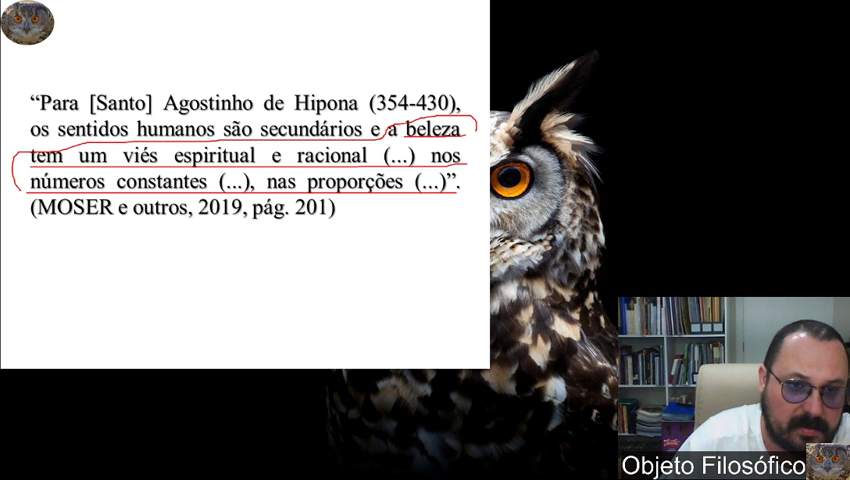 “Para [Santo] Agostinho de Hipona (354-430),
os sentidos humanos são secundários e a beleza
tem um viés espiritual e racional (...) nos
números constantes (...), nas proporções (...)”.
(MOSER e outros, 2019, pág. 201)
Objeto Filosófico